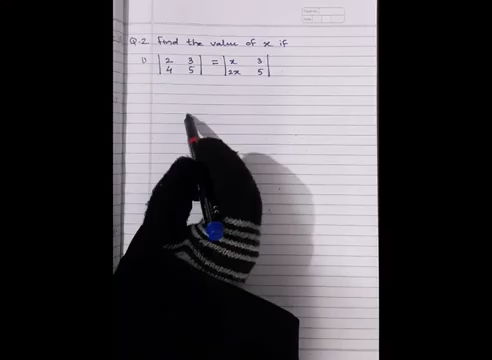 Q.2 Find the value of x if
i) | 2 3 | = | x 3 |
| 4 5 | | 2x 5 |